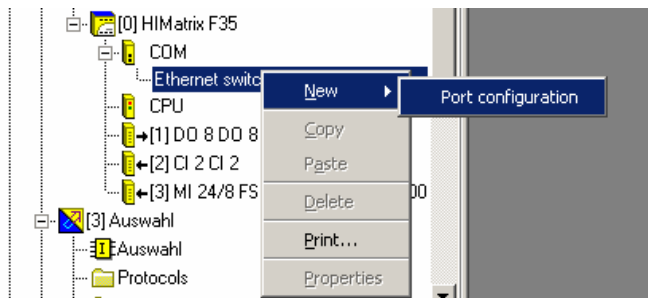 [0] HIMatrix F35
COM
Ethernet switc
New
Port configuration
CPU
Copy
[1] DO 8 DO 8
Paste
[2] CI 2 CI 2
Delete
[3] MI 24/8 FS 00
[3] Auswahl
Print...
Auswahl
Protocols
Properties